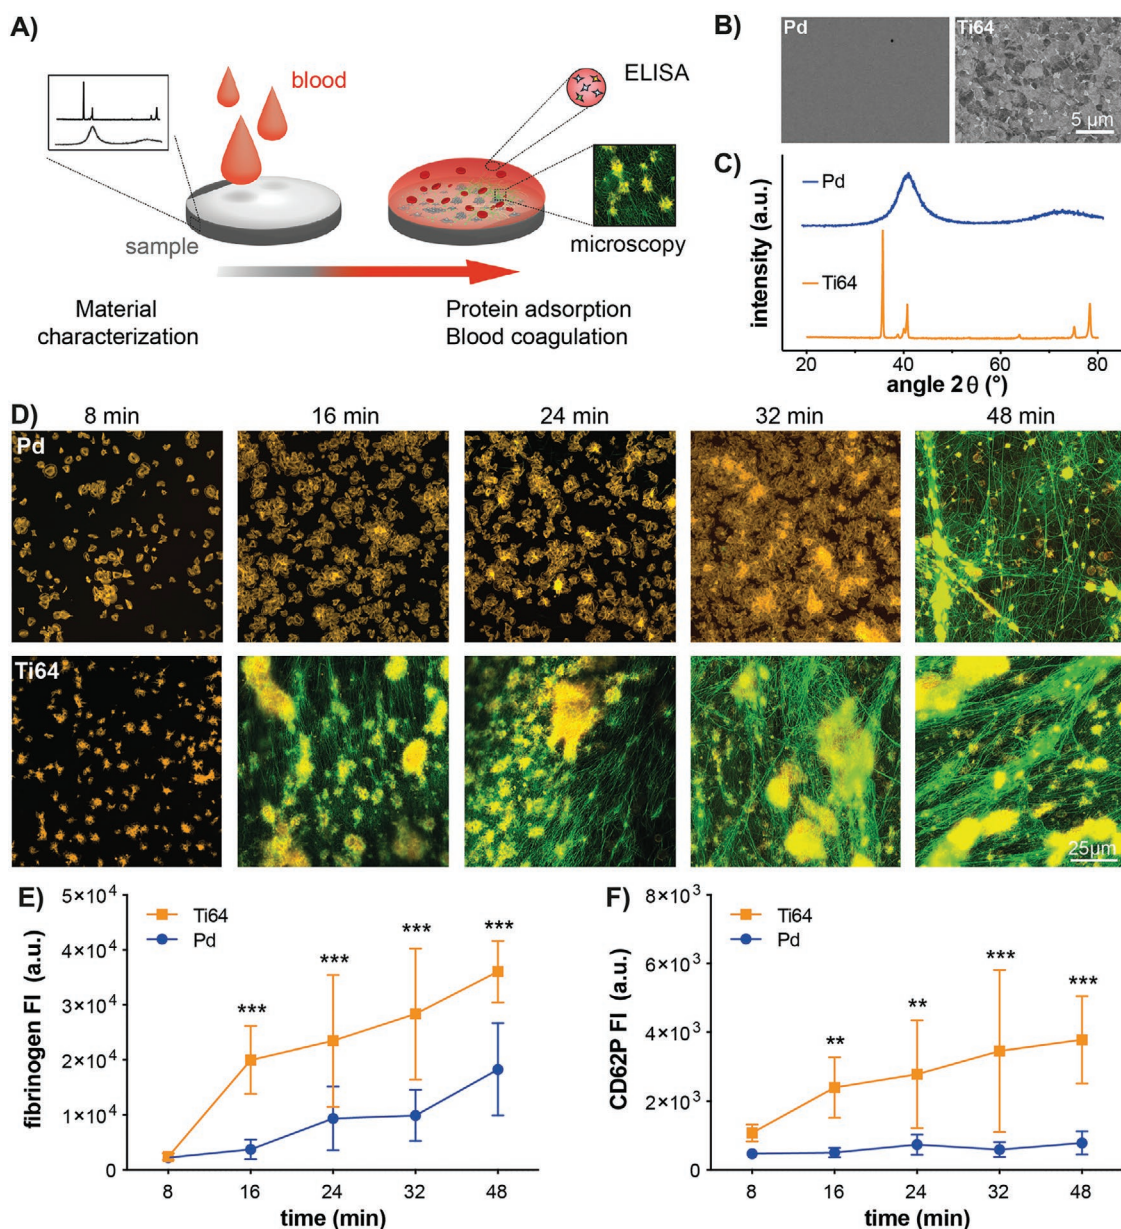 A)
blood
ELISA
sample
microscopy
Material
characterization
Protein adsorption
Blood coagulation
B)
Pd
Ti64
5 µm
C)
Pd
Ti64
intensity (a.u.)
20
40
60
80
angle 2θ (°)
D)
8 min
16 min
24 min
32 min
48 min
Pd
Ti64
25µm
E)
Ti64
Pd
fibrinogen FI (a.u.)
5×10⁴
4×10⁴
3×10⁴
2×10⁴
1×10⁴
0
***
***
***
***
8
16
24
32
48
time (min)
F)
Ti64
Pd
CD62P FI (a.u.)
8×10³
6×10³
4×10³
2×10³
0
**
**
***
***
8
16
24
32
48
time (min)